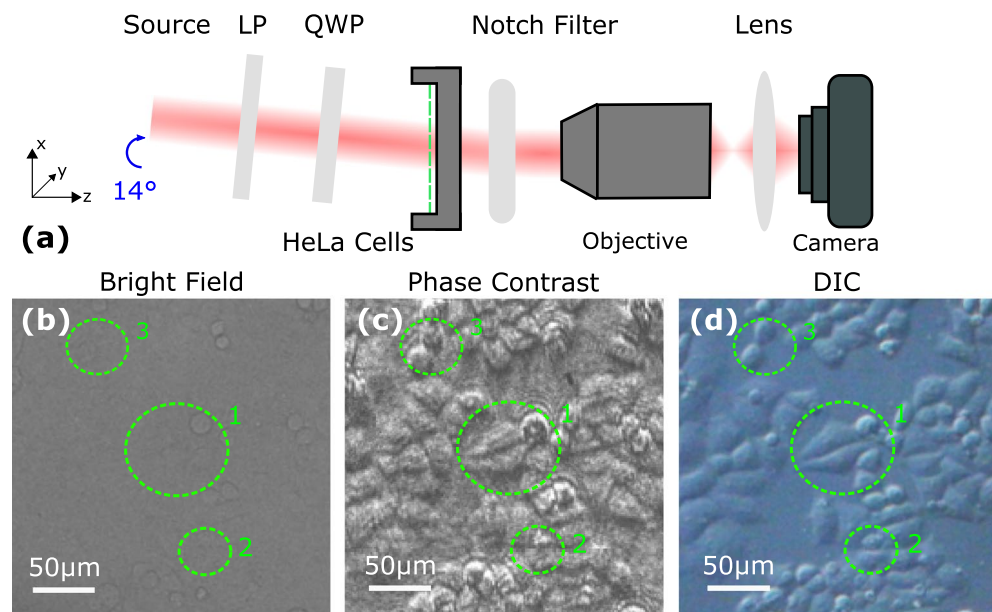 Source LP QWP Notch Filter Lens
x
y
z
14°
(a)
HeLa Cells Objective Camera
Bright Field Phase Contrast DIC
(b) 3
1
2
50µm
(c) 3
1
2
50µm
(d) 3
1
2
50µm